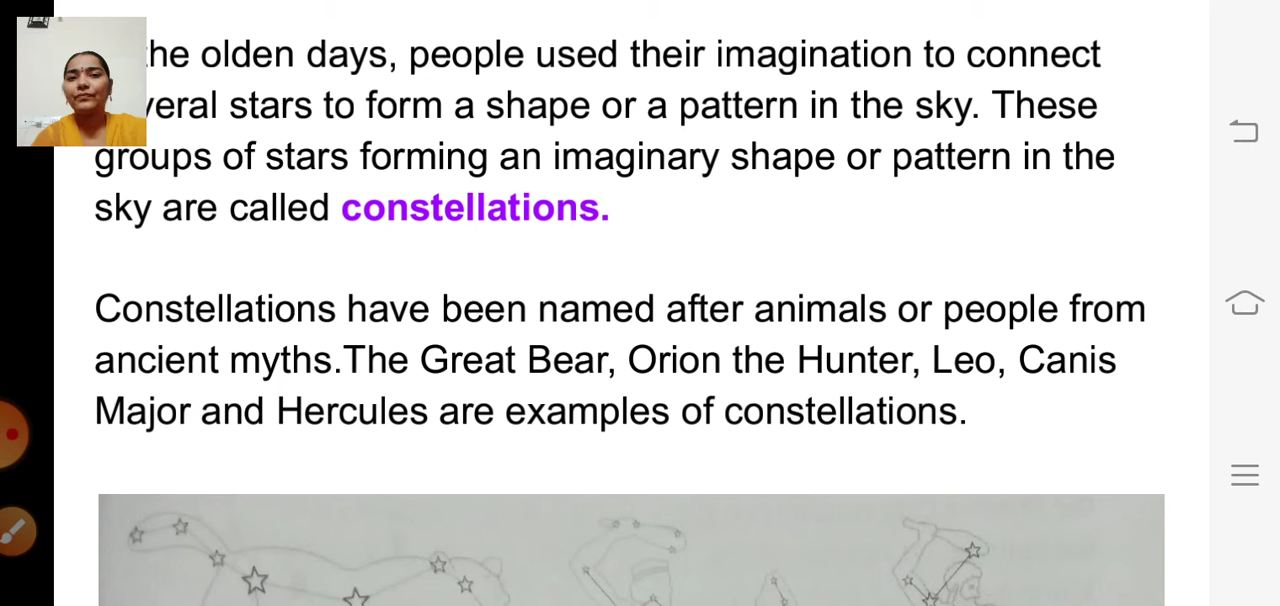 the olden days, people used their imagination to connect
veral stars to form a shape or a pattern in the sky. These
groups of stars forming an imaginary shape or pattern in the
sky are called constellations.
Constellations have been named after animals or people from
ancient myths.The Great Bear, Orion the Hunter, Leo, Canis
Major and Hercules are examples of constellations.